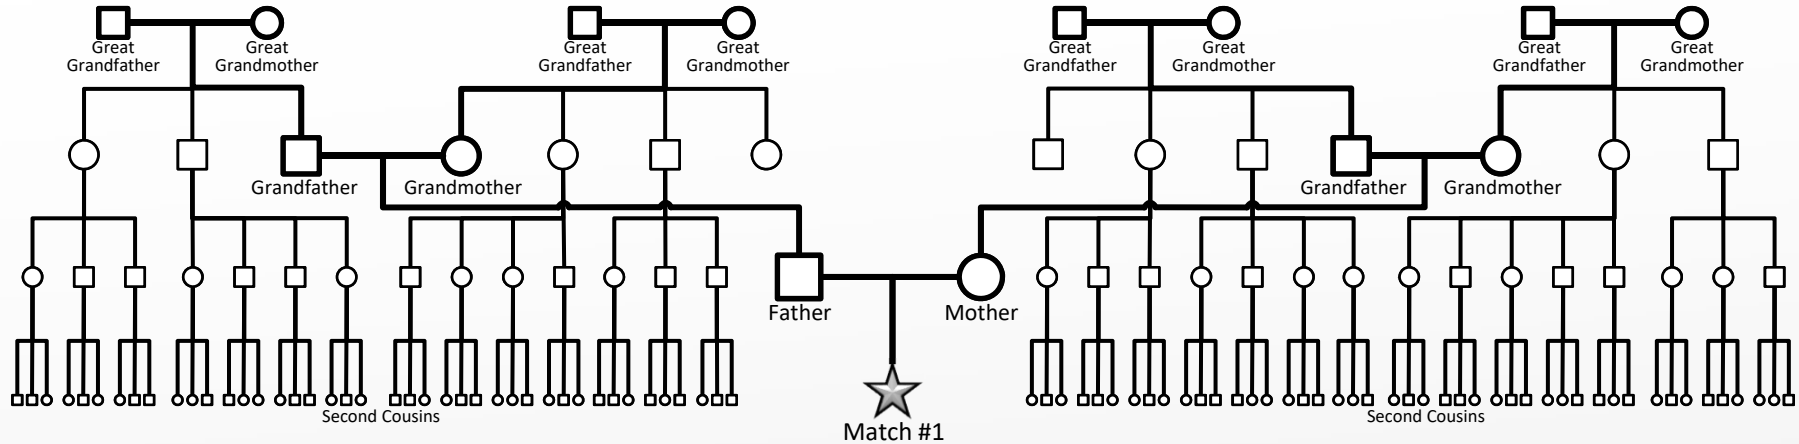 Great
Grandfather
Great
Grandmother
Great
Grandfather
Great
Grandmother
Great
Grandfather
Great
Grandmother
Great
Grandfather
Great
Grandmother
Grandfather
Grandmother
Grandfather
Grandmother
Father
Mother
Second Cousins
Second Cousins
Match #1